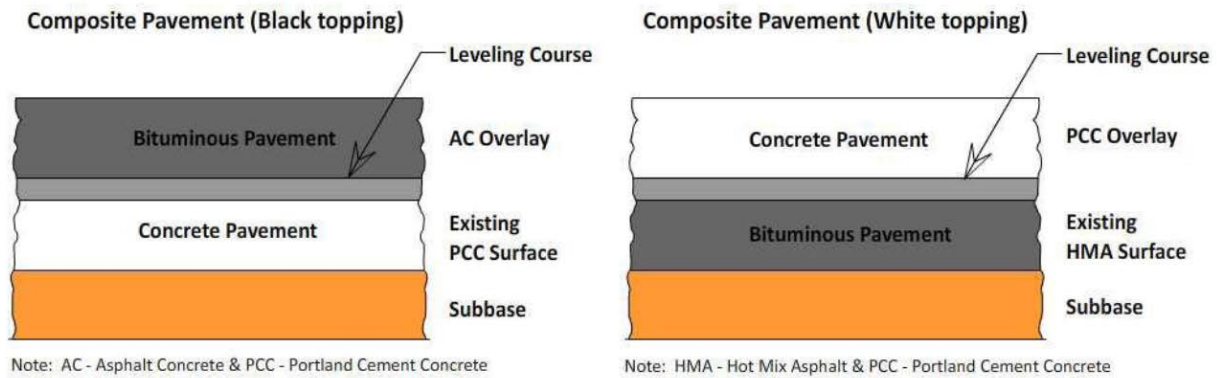 Composite Pavement (Black topping)
Leveling Course
Bituminous Pavement
AC Overlay
Concrete Pavement
Existing
PCC Surface
Subbase
Note: AC - Asphalt Concrete & PCC - Portland Cement Concrete
Composite Pavement (White topping)
Leveling Course
Concrete Pavement
PCC Overlay
Bituminous Pavement
Existing
HMA Surface
Subbase
Note: HMA - Hot Mix Asphalt & PCC - Portland Cement Concrete